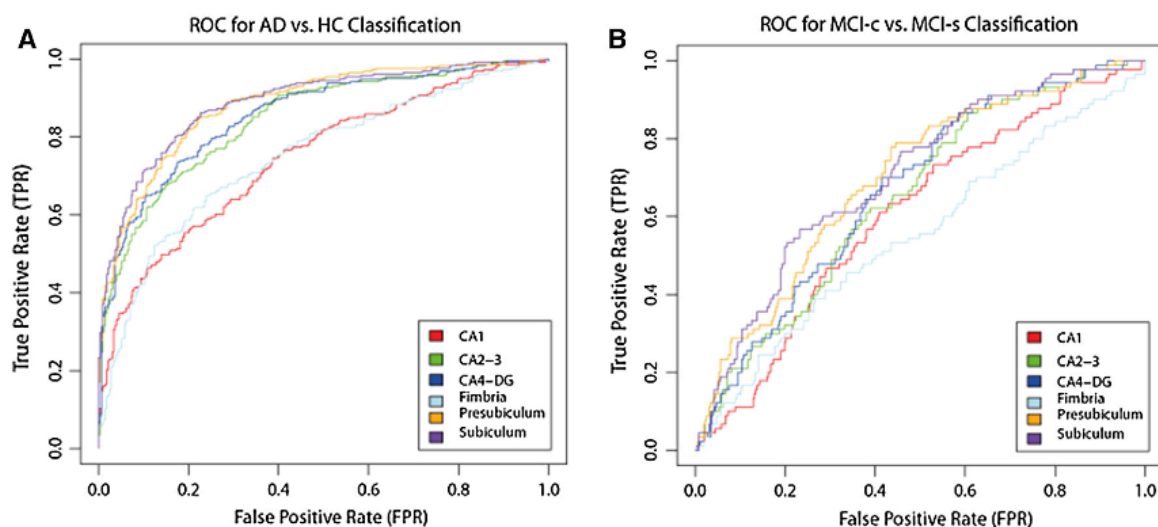 A
ROC for AD vs. HC Classification
True Positive Rate (TPR)
1.0
0.8
0.6
0.4
0.2
0.0
CA1
CA2-3
CA4-DG
Fimbria
Presubiculum
Subiculum
0.0 0.2 0.4 0.6 0.8 1.0
False Positive Rate (FPR)
B
ROC for MCI-c vs. MCI-s Classification
True Positive Rate (TPR)
1.0
0.8
0.6
0.4
0.2
0.0
CA1
CA2-3
CA4-DG
Fimbria
Presubiculum
Subiculum
0.0 0.2 0.4 0.6 0.8 1.0
False Positive Rate (FPR)